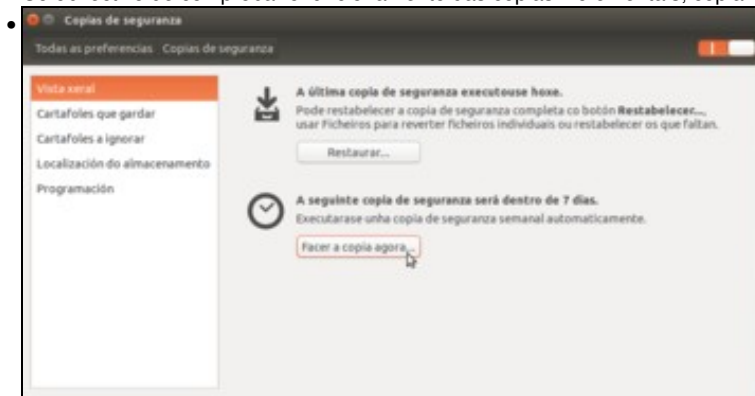 Copias de seguranza
Todas as preferencias Copias de seguranza
Vista xeral
Cartafoles que gardar
Cartafoles a ignorar
Localización do almacenamento
Programación
A última copia de seguranza executouse hoxe.
Pode restabelecer a copia de seguranza completa co botón Restabelecer...,
usar Ficheiros para reverter ficheiros individuais ou restabelecer os que faltan.
Restaurar...
A seguinte copia de seguranza será dentro de 7 días.
Executarase unha copia de seguranza semanal automaticamente.
Facer a copia agora...